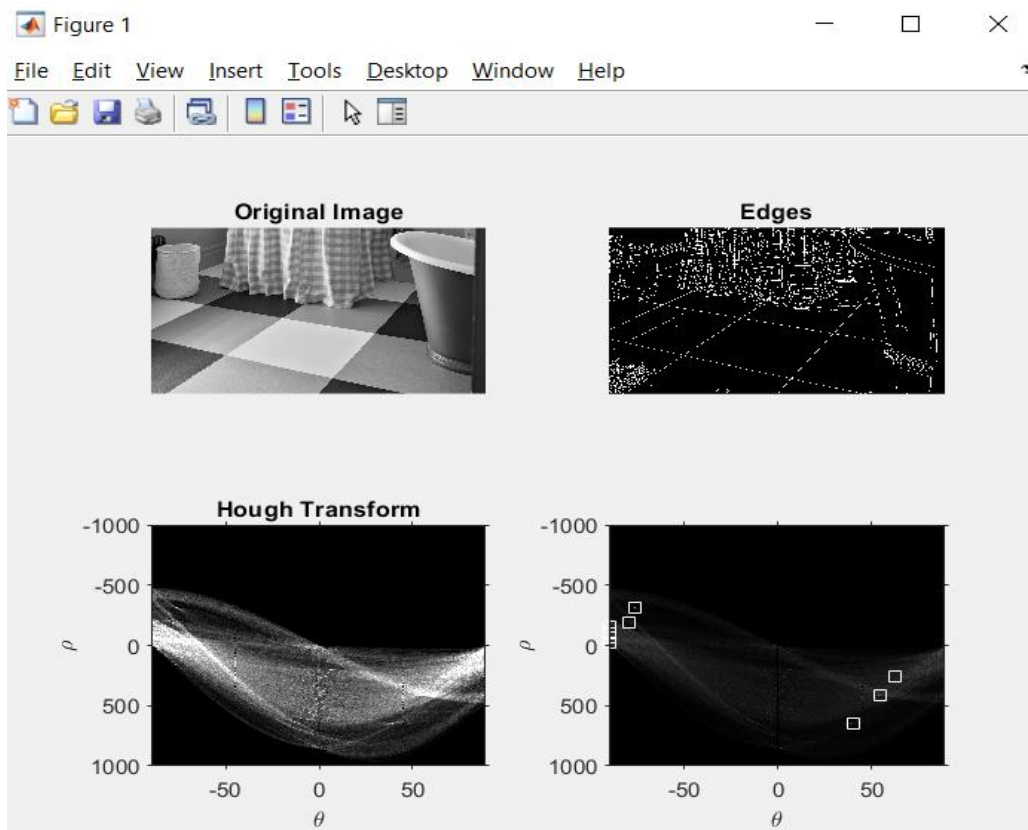 Figure 1
File Edit View Insert Tools Desktop Window Help
Original Image
Edges
Hough Transform
-1000
-500
0
500
1000
ρ
-50 0 50
θ
-1000
-500
0
500
1000
ρ
-50 0 50
θ